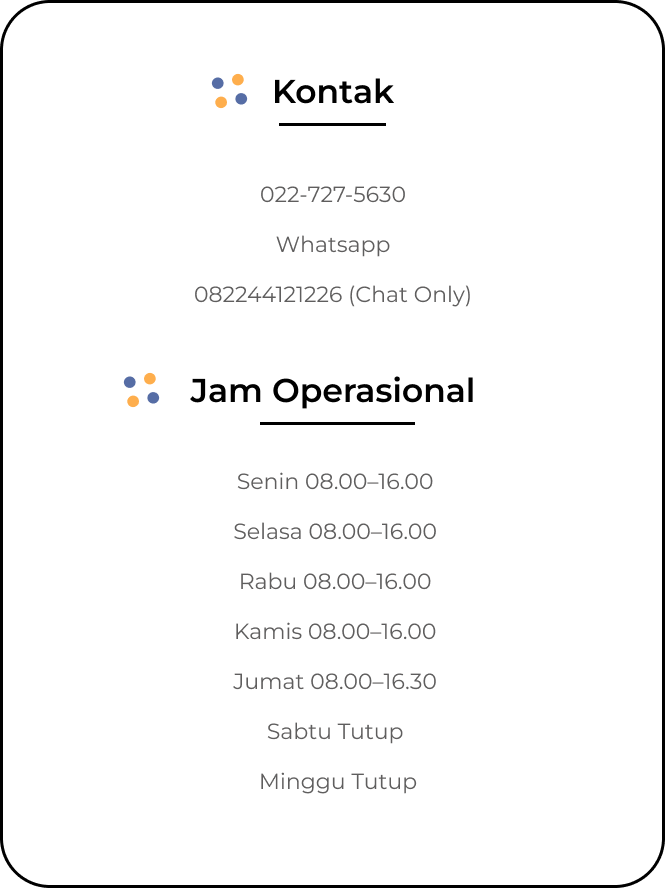 Kontak
022-727-5630
Whatsapp
082244121226 (Chat Only)
Jam Operasional
Senin 08.00–16.00
Selasa 08.00–16.00
Rabu 08.00–16.00
Kamis 08.00–16.00
Jumat 08.00–16.30
Sabtu Tutup
Minggu Tutup